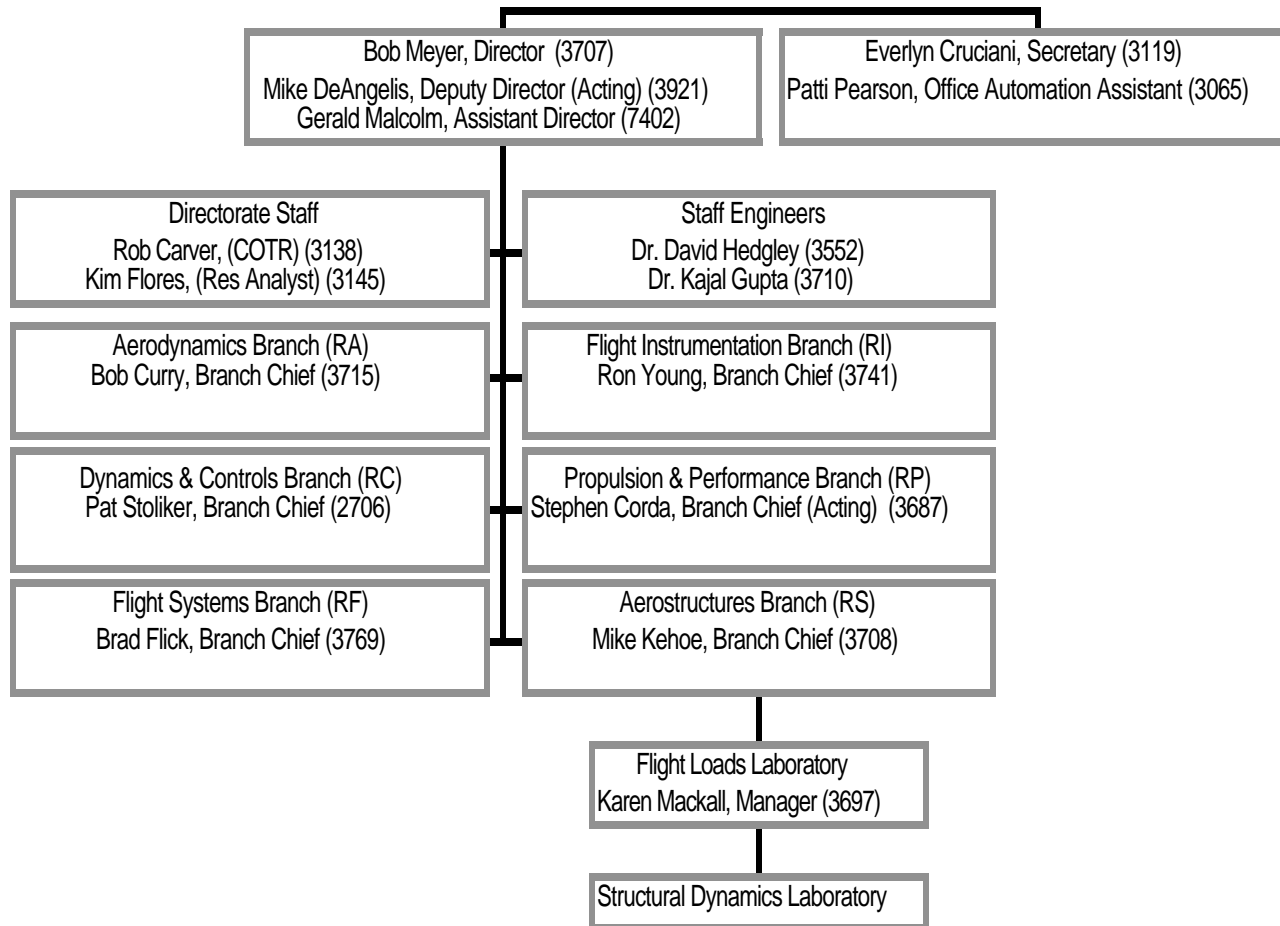 Bob Meyer, Director (3707)
Mike DeAngelis, Deputy Director (Acting) (3921)
Gerald Malcolm, Assistant Director (7402)
Everlyn Cruciani, Secretary (3119)
Patti Pearson, Office Automation Assistant (3065)
Directorate Staff
Rob Carver, (COTR) (3138)
Kim Flores, (Res Analyst) (3145)
Staff Engineers
Dr. David Hedgley (3552)
Dr. Kajal Gupta (3710)
Aerodynamics Branch (RA)
Bob Curry, Branch Chief (3715)
Flight Instrumentation Branch (RI)
Ron Young, Branch Chief (3741)
Dynamics & Controls Branch (RC)
Pat Stoliker, Branch Chief (2706)
Propulsion & Performance Branch (RP)
Stephen Corda, Branch Chief (Acting) (3687)
Flight Systems Branch (RF)
Brad Flick, Branch Chief (3769)
Aerostructures Branch (RS)
Mike Kehoe, Branch Chief (3708)
Flight Loads Laboratory
Karen Mackall, Manager (3697)
Structural Dynamics Laboratory